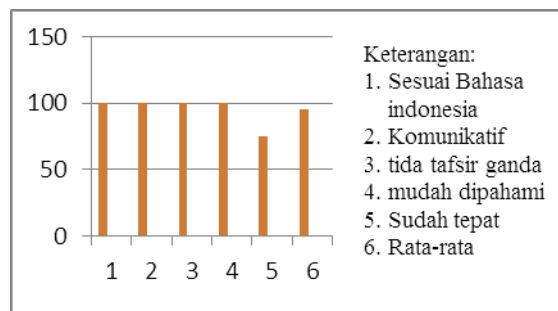 150
100
50
0
1 2 3 4 5 6
Keterangan:
1. Sesuai Bahasa
indonesia
2. Komunikatif
3. tida tafsir ganda
4. mudah dipahami
5. Sudah tepat
6. Rata-rata